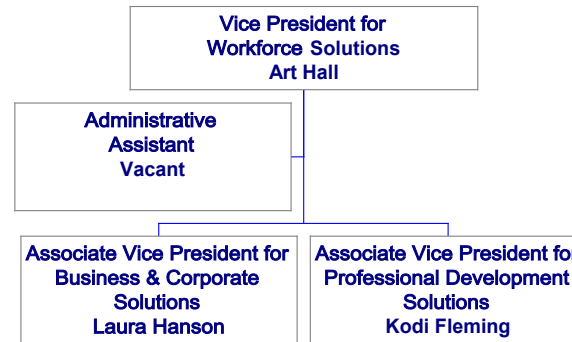 Vice President for
Workforce Solutions
Art Hall
Administrative
Assistant
Vacant
Associate Vice President for
Business & Corporate
Solutions
Laura Hanson
Associate Vice President for
Professional Development
Solutions
Kodi Fleming